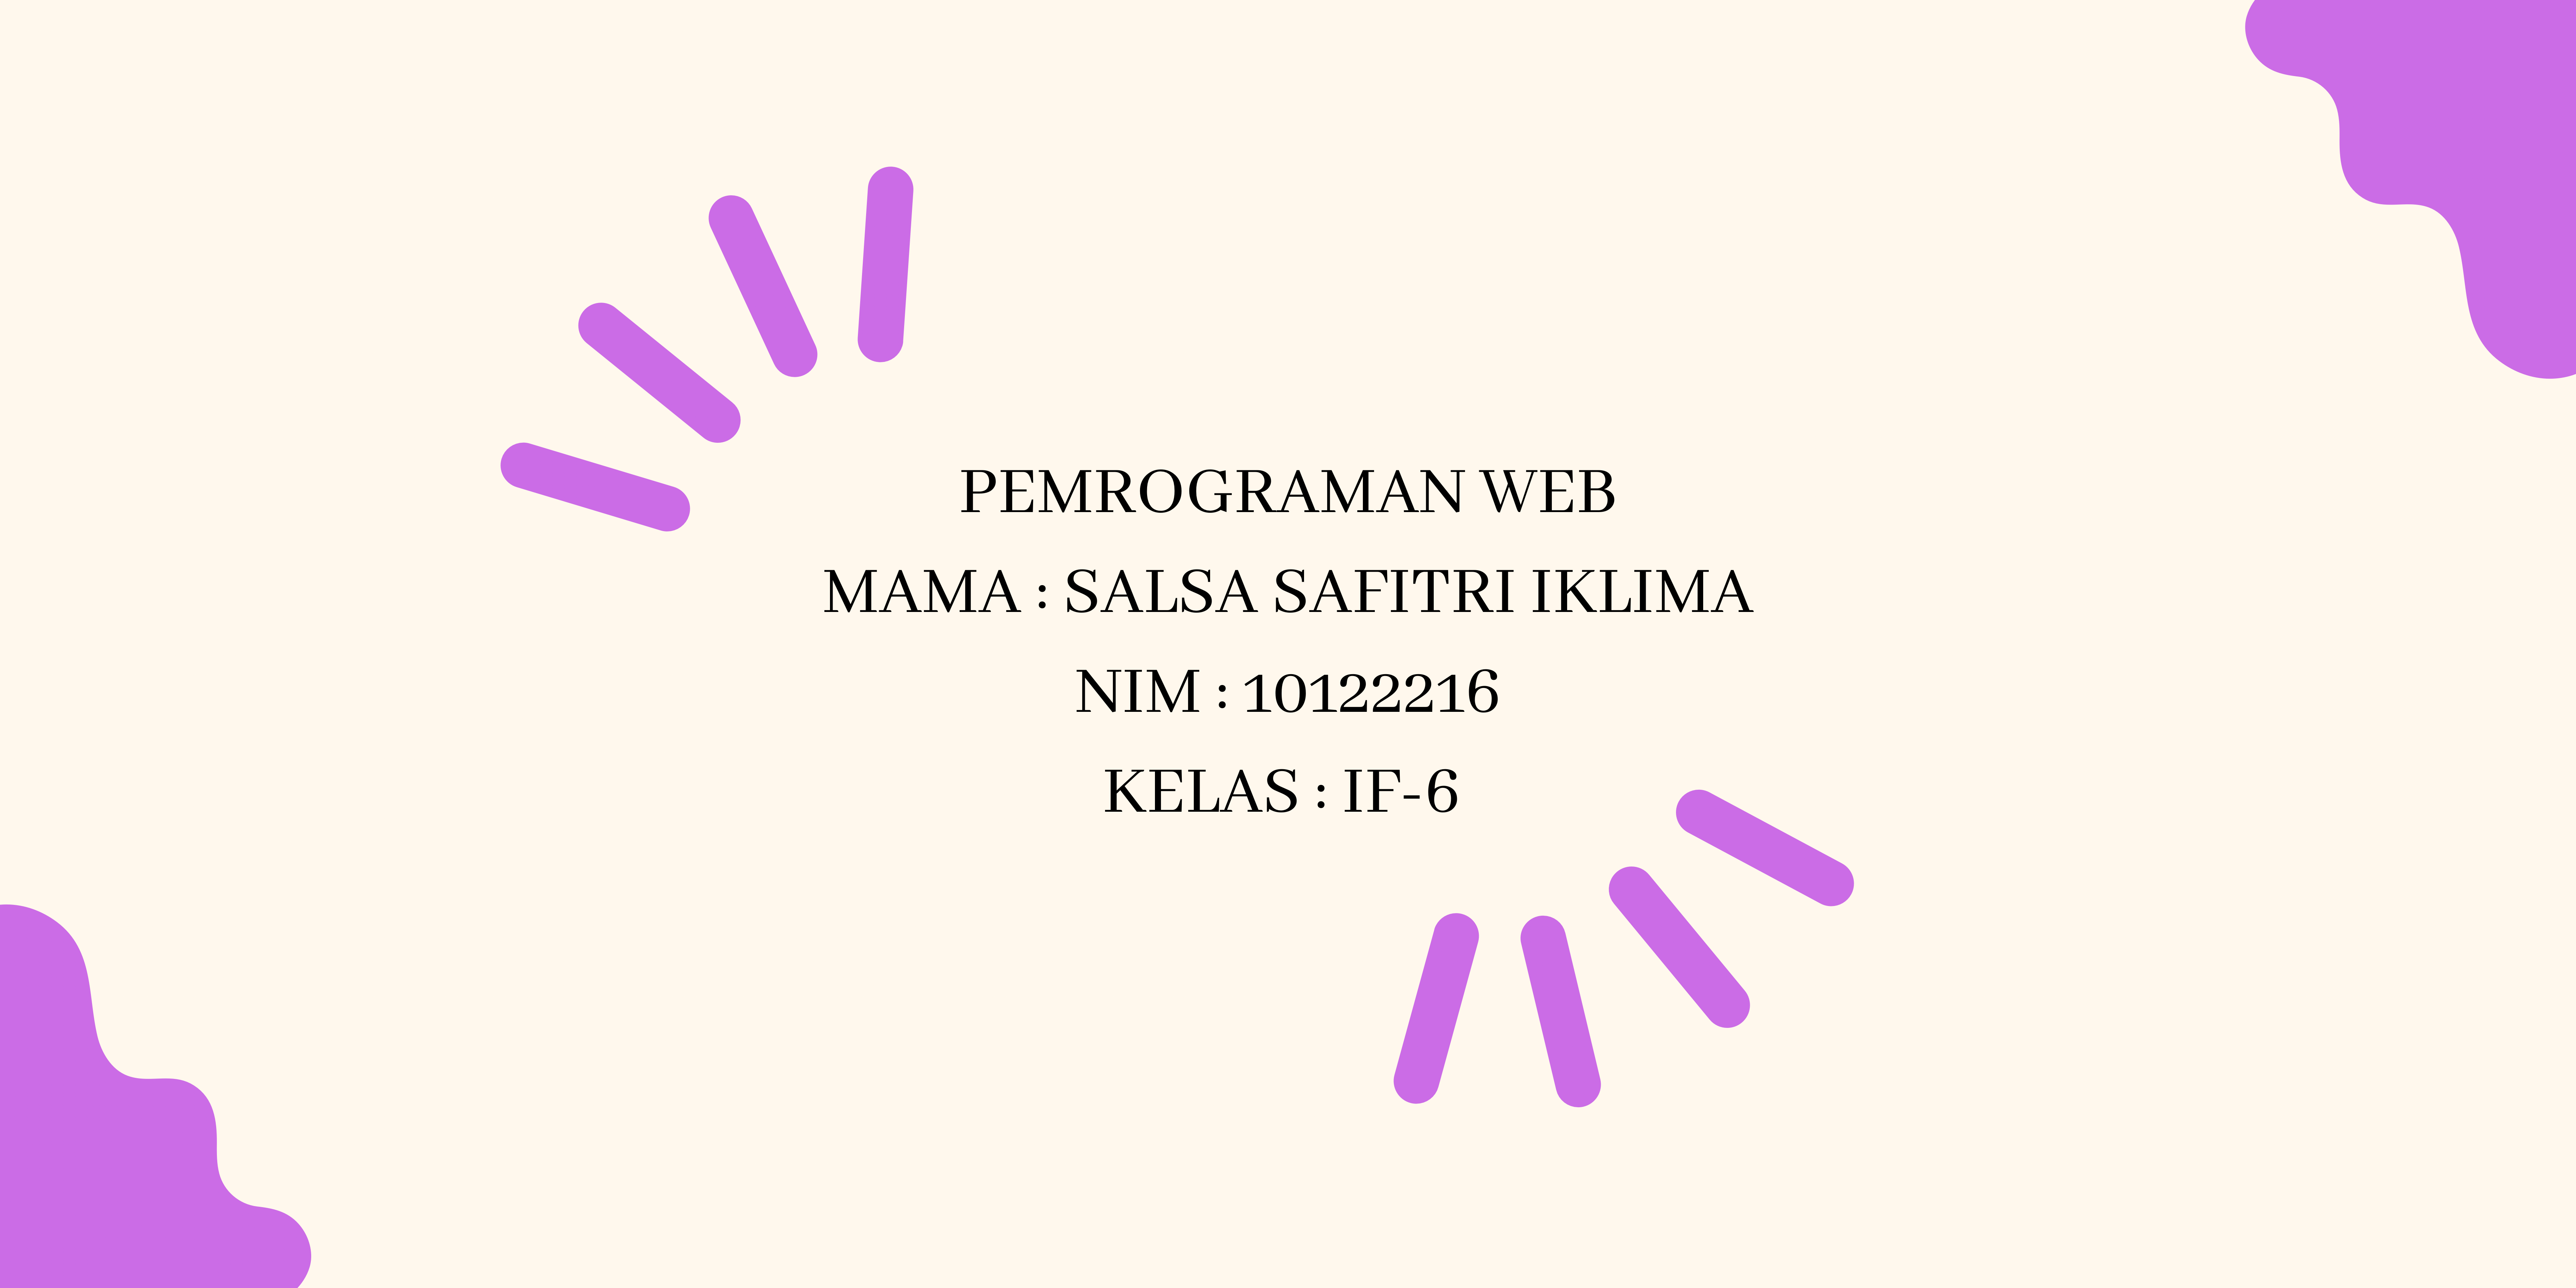 PEMROGRAMAN WEB
MAMA : SALSA SAFITRI IKLIMA
NIM : 10122216
KELAS : IF-6